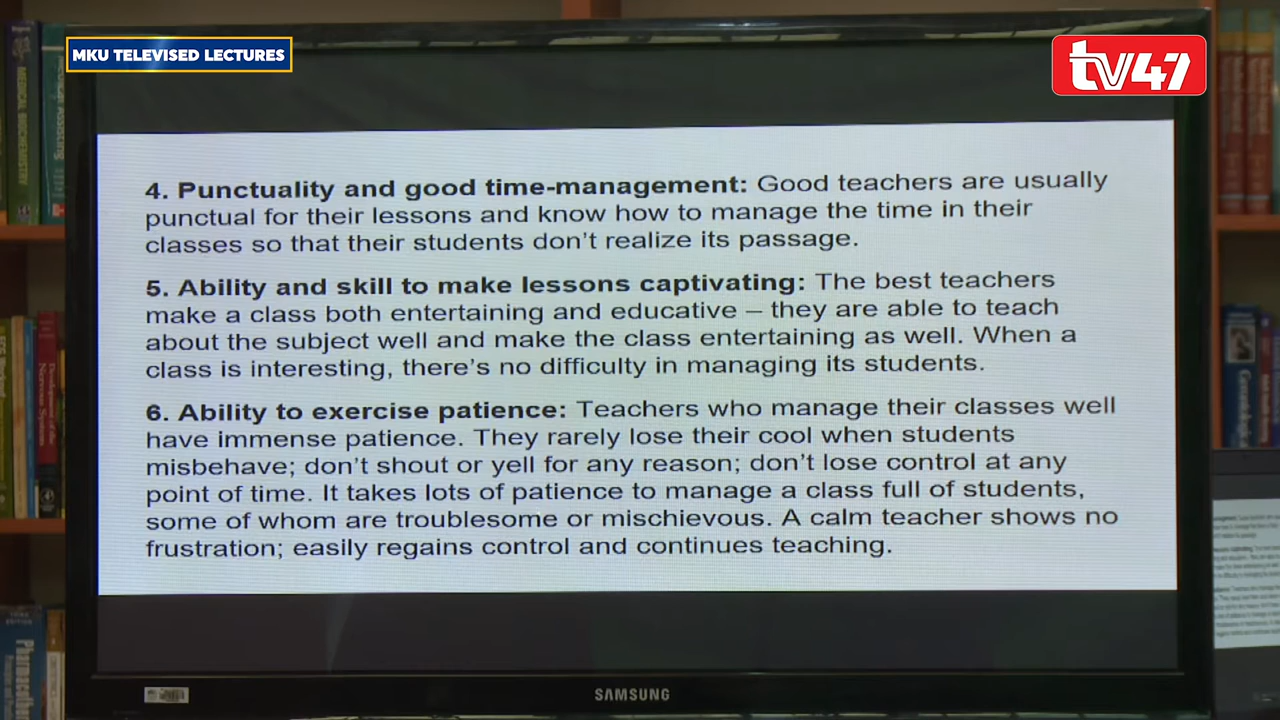 MKU TELEVISED LECTURES
tv47
4. Punctuality and good time-management: Good teachers are usually
punctual for their lessons and know how to manage the time in their
classes so that their students don't realize its passage.
5. Ability and skill to make lessons captivating: The best teachers
make a class both entertaining and educative – they are able to teach
about the subject well and make the class entertaining as well. When a
class is interesting, there's no difficulty in managing its students.
6. Ability to exercise patience: Teachers who manage their classes well
have immense patience. They rarely lose their cool when students
misbehave; don't shout or yell for any reason; don't lose control at any
point of time. It takes lots of patience to manage a class full of students,
some of whom are troublesome or mischievous. A calm teacher shows no
frustration; easily regains control and continues teaching.
SAMSUNG